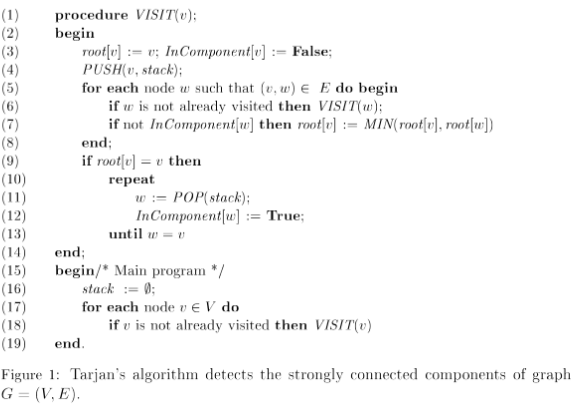 (1) procedure VISIT(v);
(2) begin
(3) root[v] := v; InComponent[v] := False;
(4) PUSH(v, stack);
(5) for each node w such that (v, w) ∈ E do begin
(6) if w is not already visited then VISIT(w);
(7) if not InComponent[w] then root[v] := MIN(root[v], root[w])
(8) end;
(9) if root[v] = v then
(10) repeat
(11) w := POP(stack);
(12) InComponent[w] := True;
(13) until w = v
(14) end;
(15) begin/* Main program */
(16) stack := ∅;
(17) for each node v ∈ V do
(18) if v is not already visited then VISIT(v)
(19) end.
Figure 1: Tarjan's algorithm detects the strongly connected components of graph
G = (V, E).